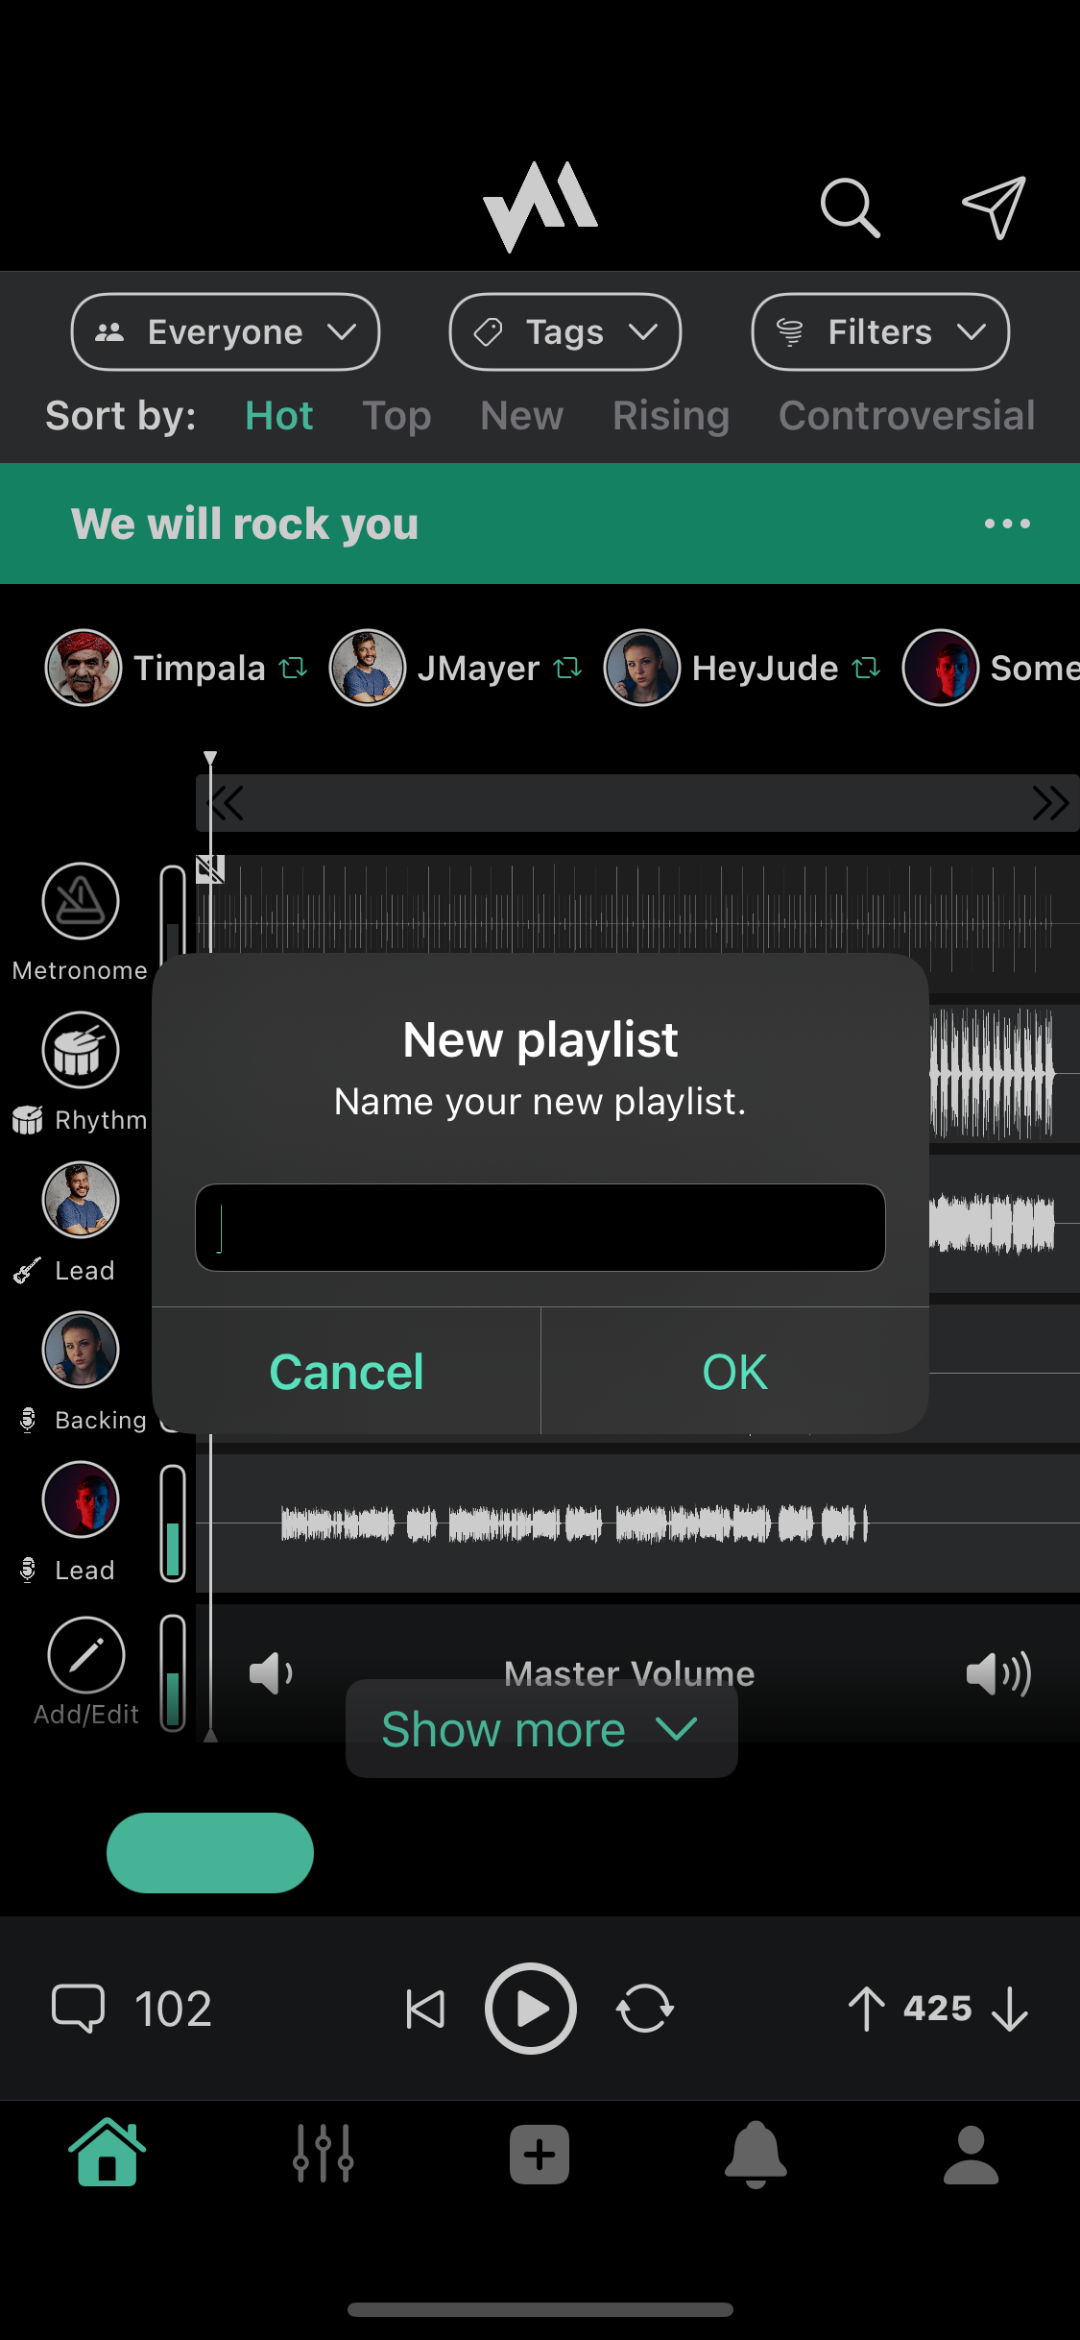 Everyone Tags Filters
Sort by: Hot Top New Rising Controversial
We will rock you
Timpala JMayer HeyJude Some
Metronome
Rhythm
Lead
Backing
Lead
Add/Edit
New playlist
Name your new playlist.
Cancel OK
Master Volume
Show more
102 425